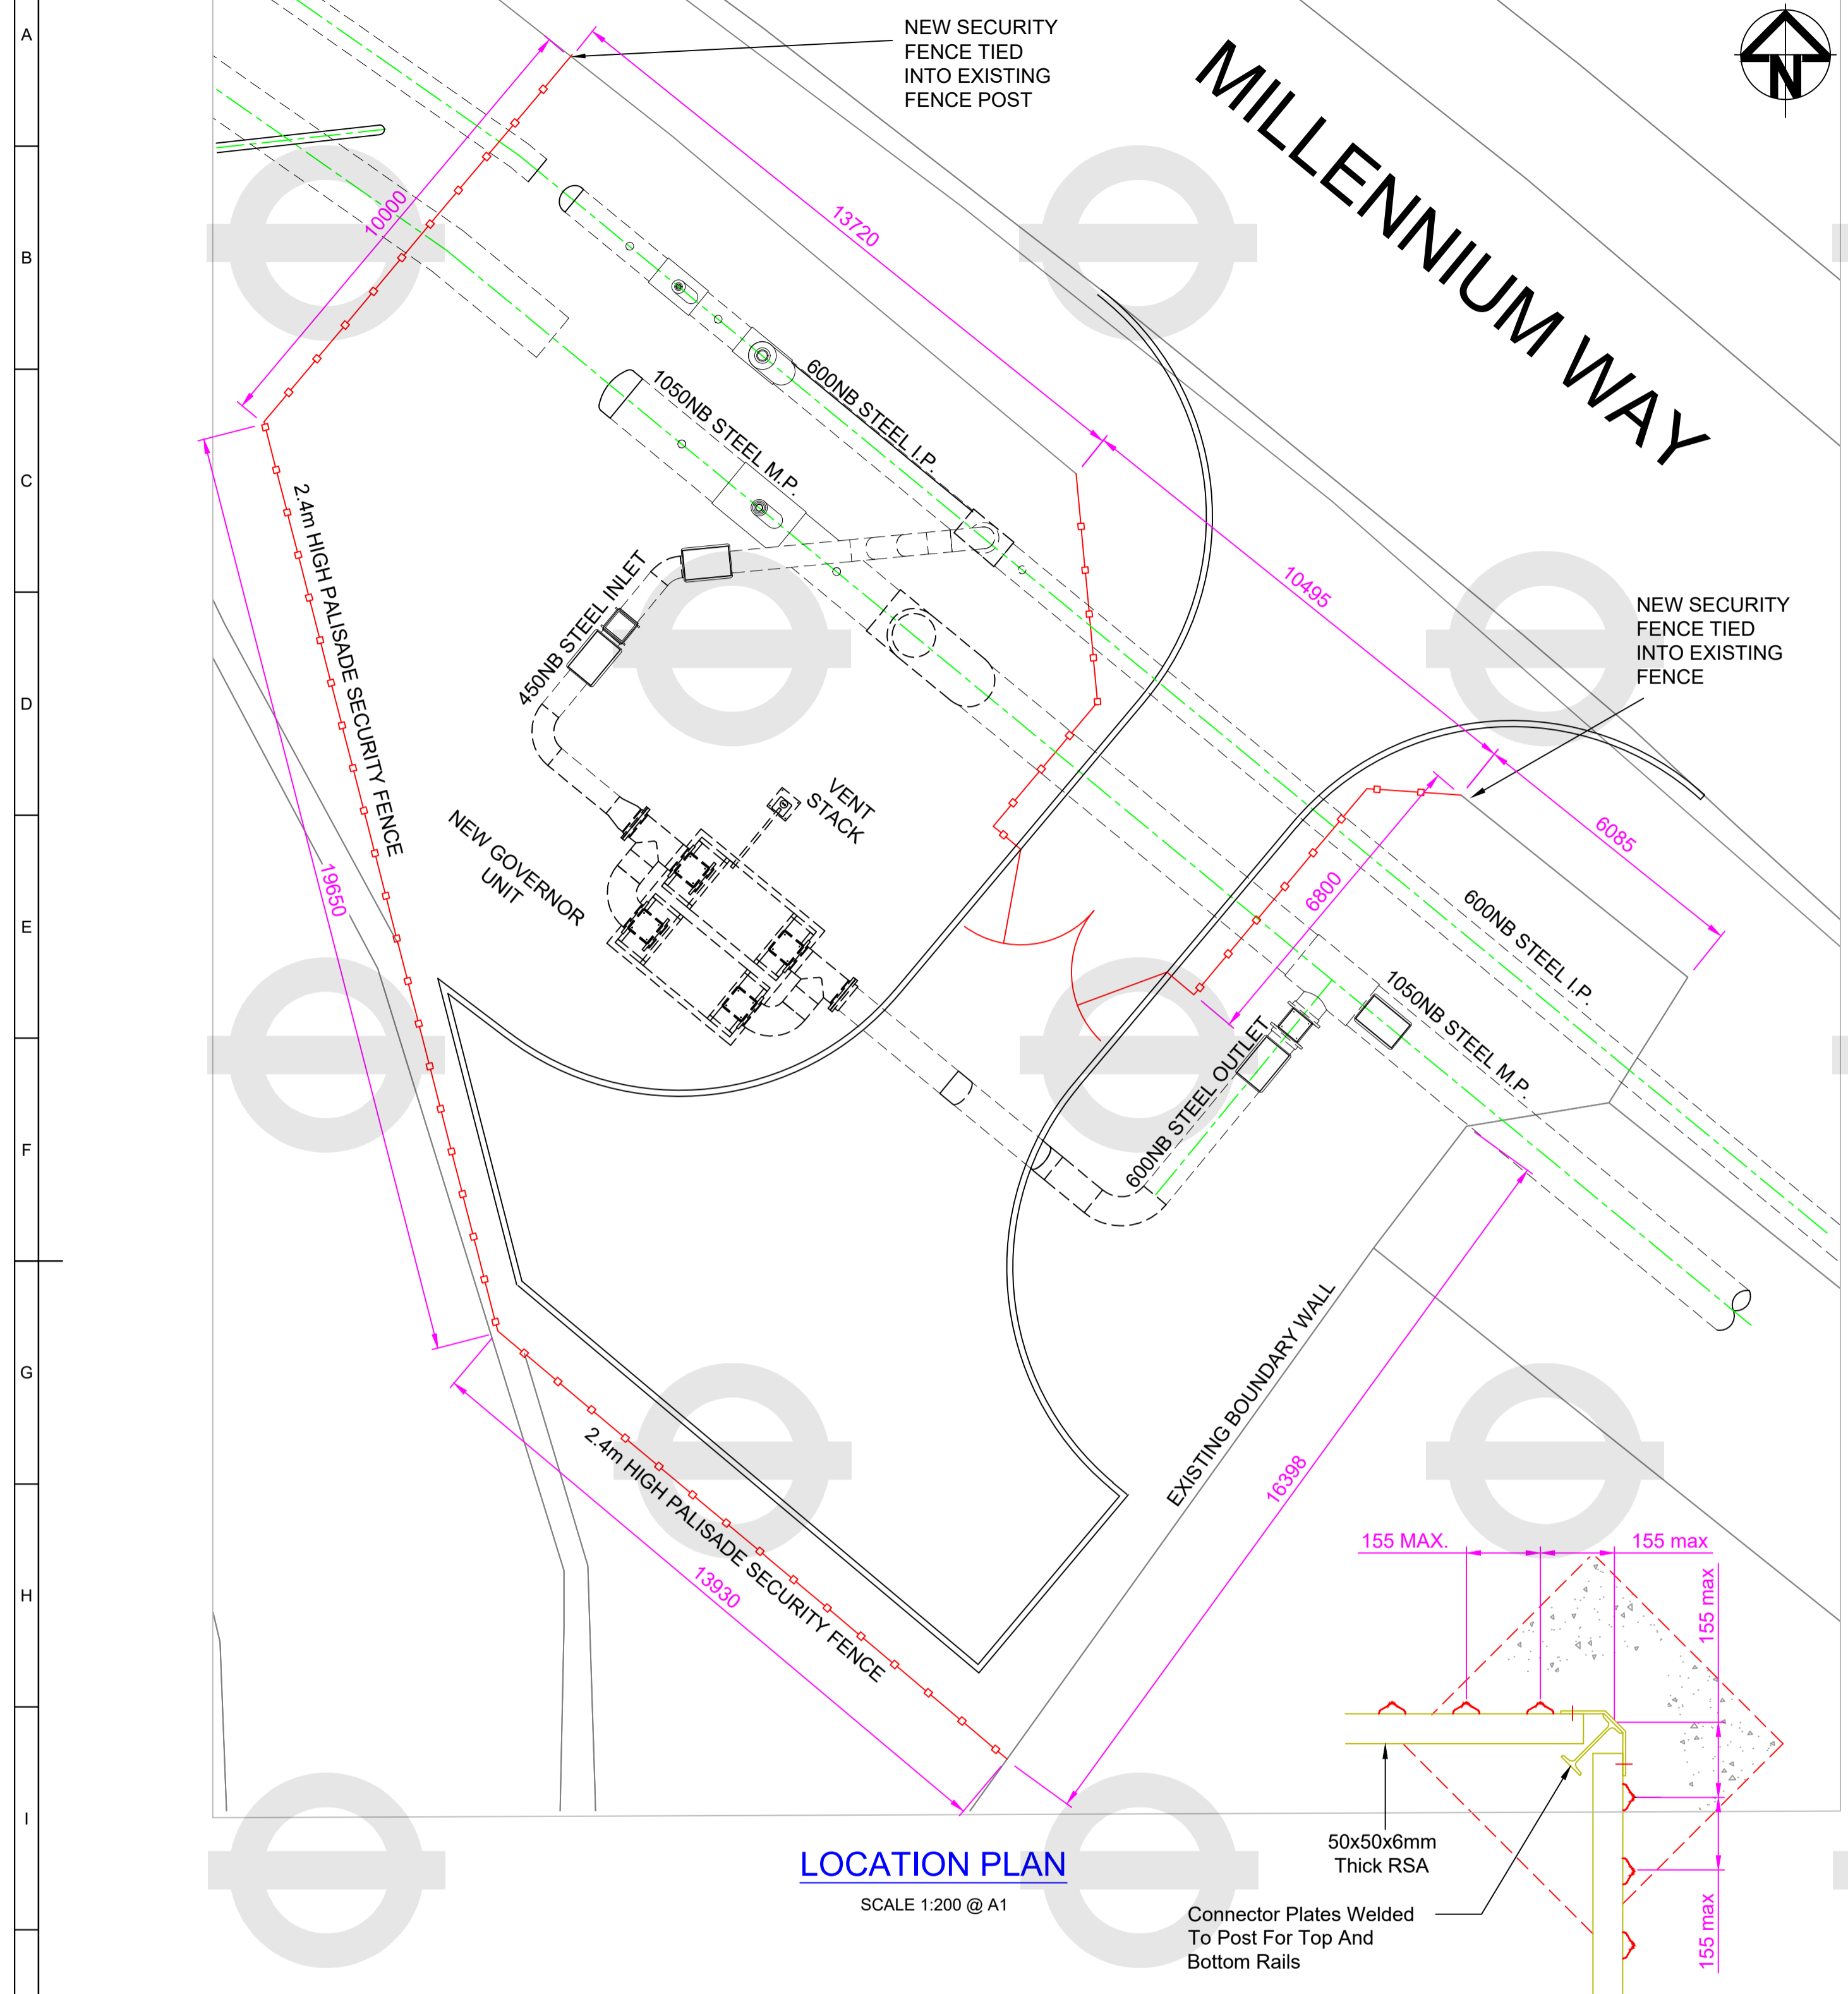 A
B
C
D
E
F
G
H
I
NEW SECURITY
FENCE TIED
INTO EXISTING
FENCE POST
MILLENNIUM WAY
N
10000
13720
1050NB STEEL M.P.
600NB STEEL I.P.
10495
2.4m HIGH PALISADE SECURITY FENCE
450NB STEEL INLET
NEW SECURITY
FENCE TIED
INTO EXISTING
FENCE
VENT
STACK
NEW GOVERNOR
UNIT
19650
6085
6800
600NB STEEL I.P.
1050NB STEEL M.P.
600NB STEEL OUTLET
EXISTING BOUNDARY WALL
16398
2.4m HIGH PALISADE SECURITY FENCE
13930
155 MAX.
155 max
155 max
155 max
50x50x6mm
Thick RSA
Connector Plates Welded
To Post For Top And
Bottom Rails
LOCATION PLAN
SCALE 1:200 @ A1